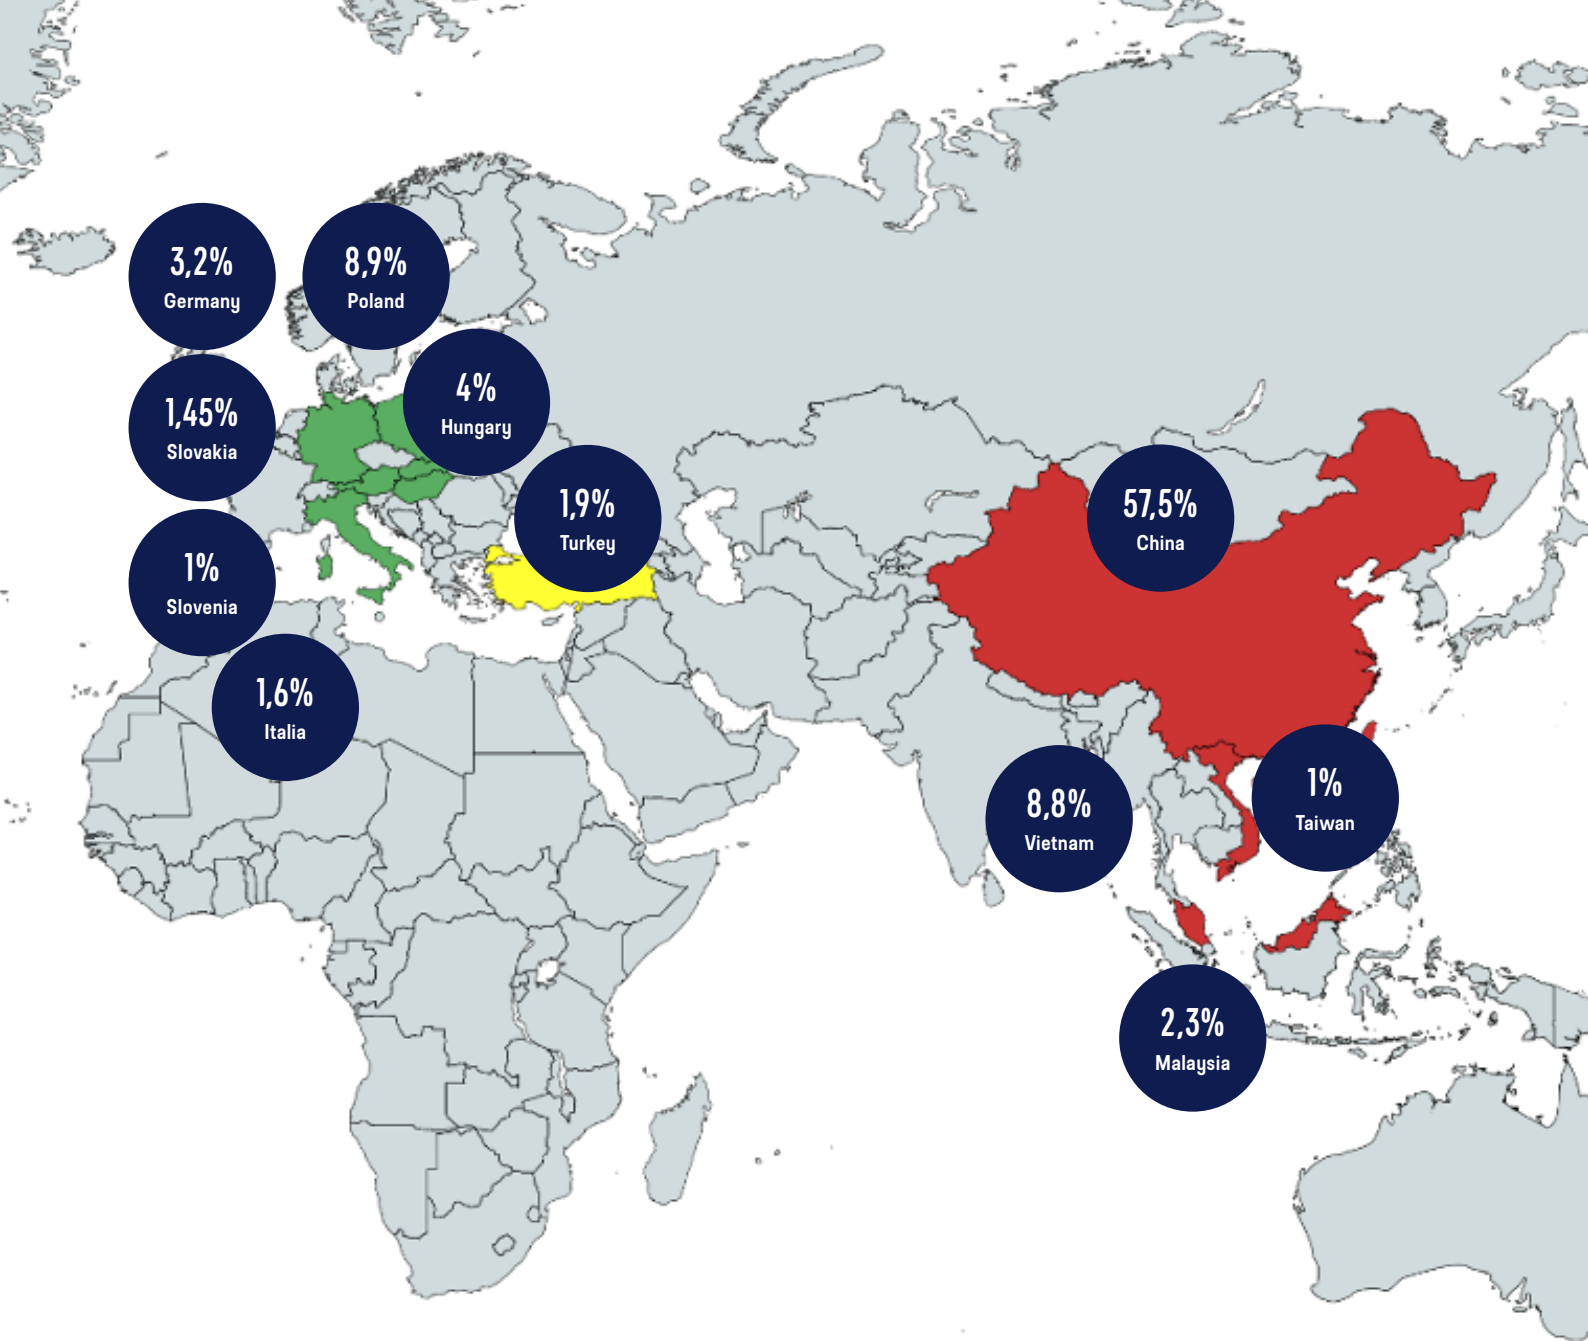 3,2%
Germany
8,9%
Poland
1,45%
Slovakia
4%
Hungary
1%
Slovenia
1,9%
Turkey
57,5%
China
1,6%
Italia
8,8%
Vietnam
1%
Taiwan
2,3%
Malaysia